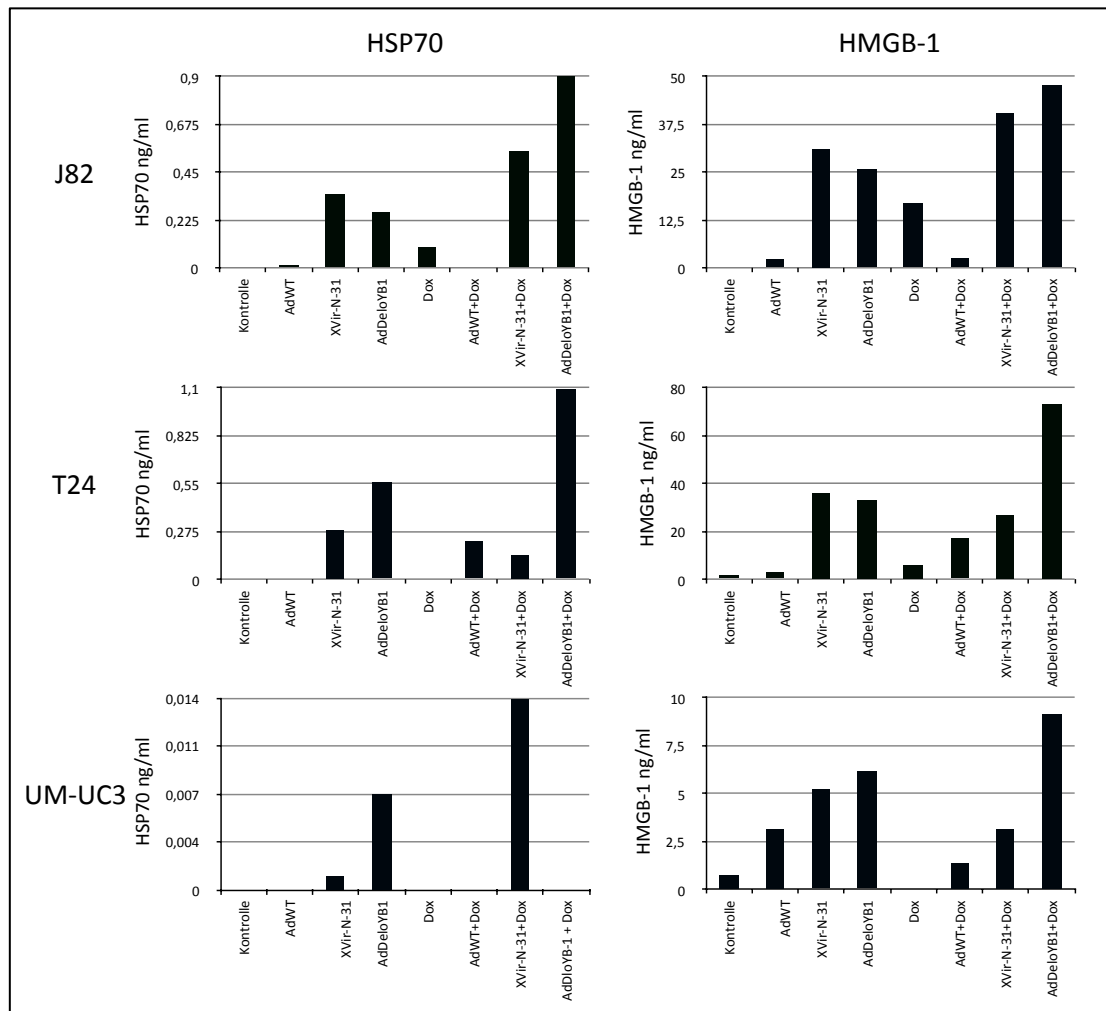 HSP70
HMGB-1
J82
HSP70 ng/ml
0,9
0,675
0,45
0,225
0
Kontrolle
AdWT
XVir-N-31
AdDeloYB1
Dox
AdWT+Dox
XVir-N-31+Dox
AdDeloYB1+Dox
HMGB-1 ng/ml
50
37,5
25
12,5
0
Kontrolle
AdWT
XVir-N-31
AdDeloYB1
Dox
AdWT+Dox
XVir-N-31+Dox
AdDeloYB1+Dox
T24
HSP70 ng/ml
1,1
0,825
0,55
0,275
0
Kontrolle
AdWT
XVir-N-31
AdDeloYB1
Dox
AdWT+Dox
XVir-N-31+Dox
AdDeloYB1+Dox
HMGB-1 ng/ml
80
60
40
20
0
Kontrolle
AdWT
XVir-N-31
AdDeloYB1
Dox
AdWT+Dox
XVir-N-31+Dox
AdDeloYB1+Dox
UM-UC3
HSP70 ng/ml
0,014
0,011
0,007
0,004
0
Kontrolle
AdWT
XVir-N-31
AdDeloYB1
Dox
AdWT+Dox
XVir-N-31+Dox
AdDloYB-1 + Dox
HMGB-1 ng/ml
10
7,5
5
2,5
0
Kontrolle
AdWT
XVir-N-31
AdDeloYB1
Dox
AdWT+Dox
XVir-N-31+Dox
AdDeloYB1+Dox